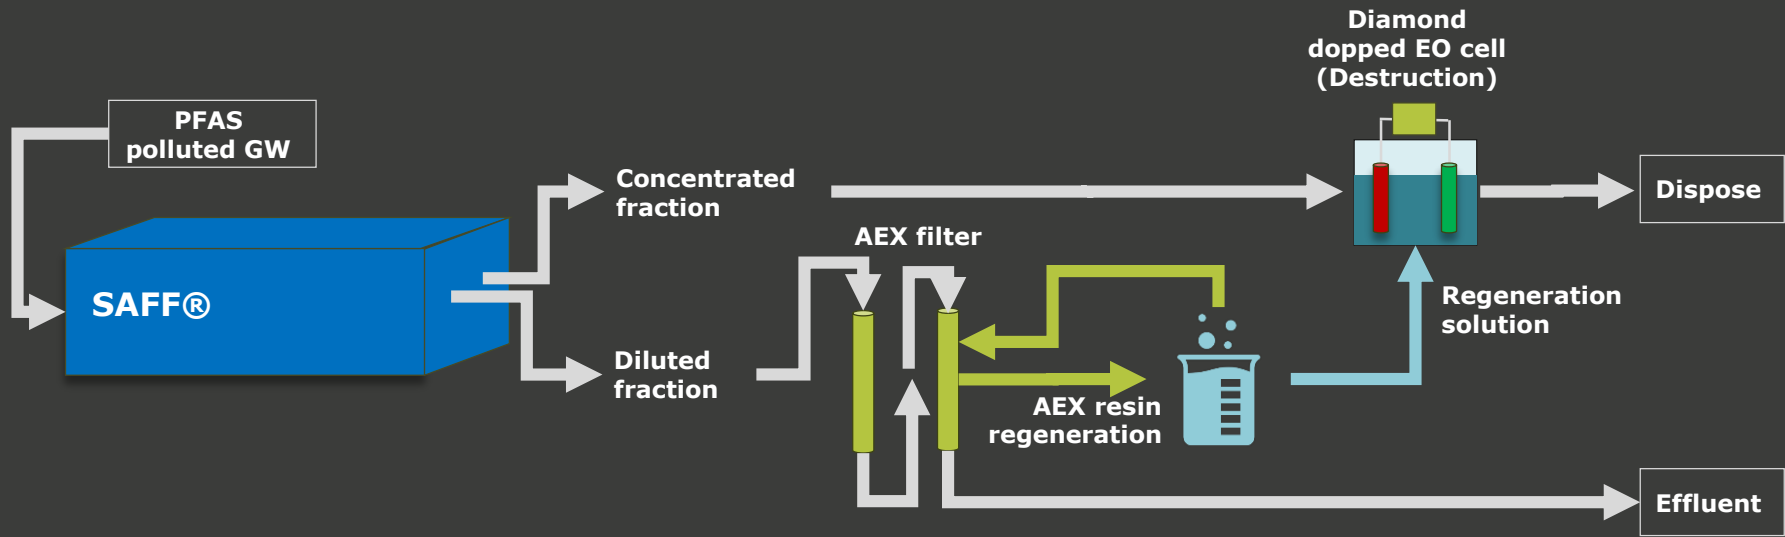 Diamond
dopped EO cell
(Destruction)
PFAS
polluted GW
Concentrated
fraction
Dispose
AEX filter
SAFF®
Regeneration
solution
Diluted
fraction
AEX resin
regeneration
Effluent